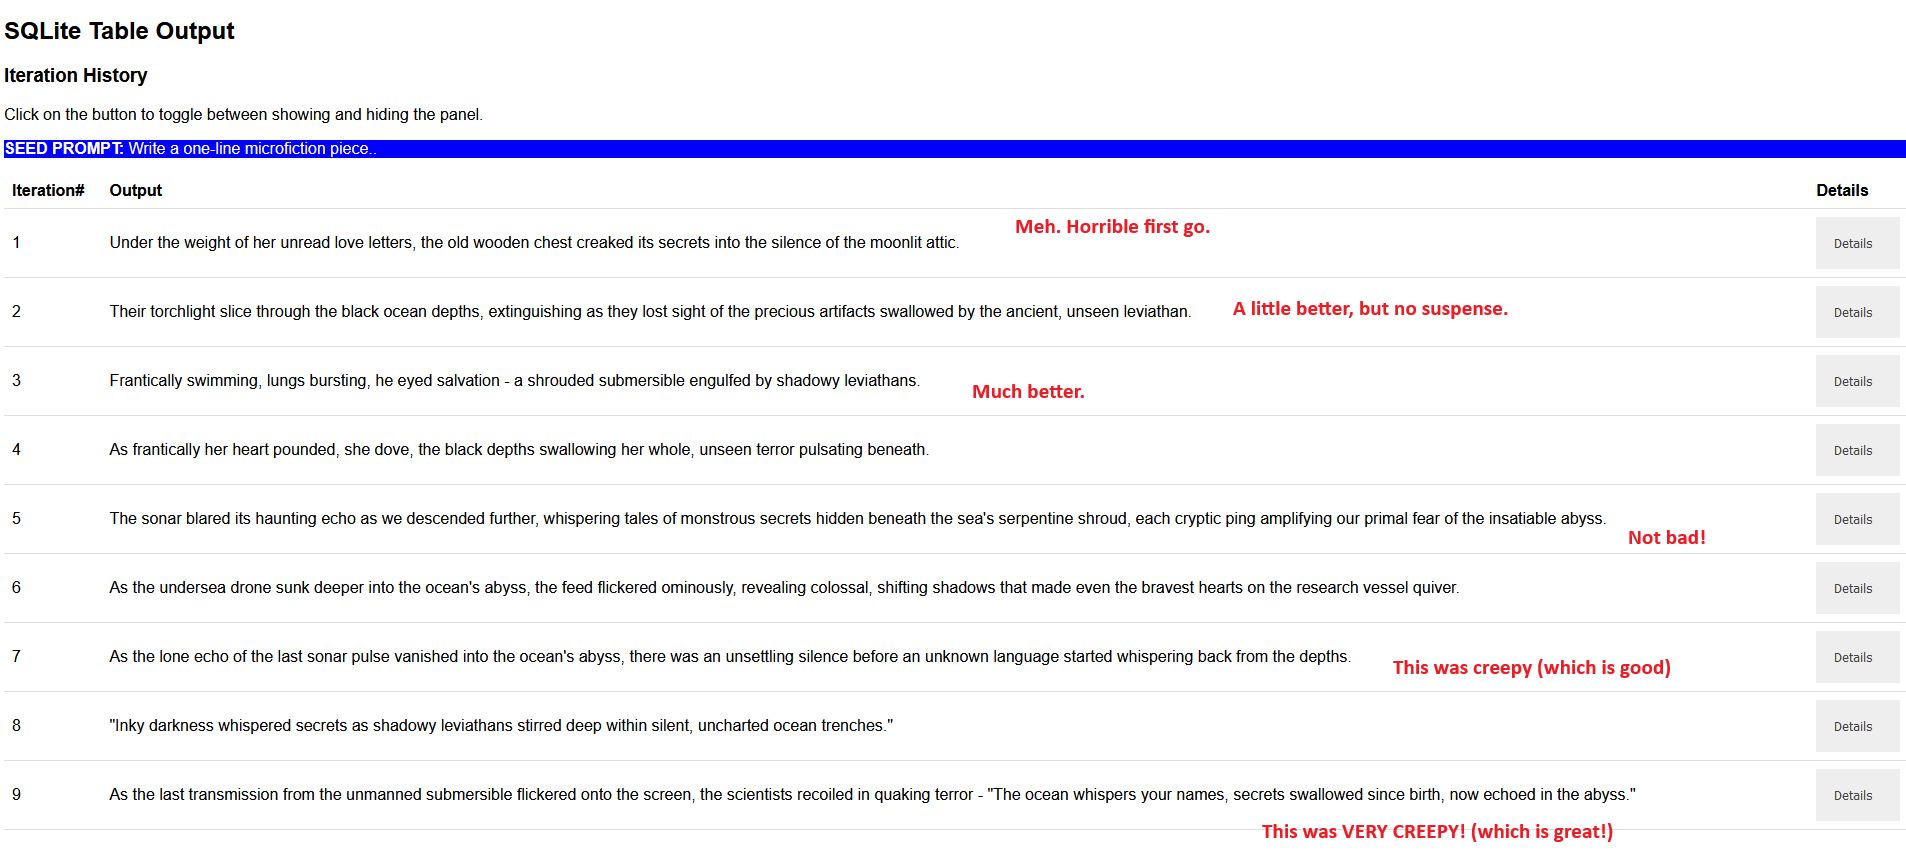 SQLite Table Output
Iteration History
Click on the button to toggle between showing and hiding the panel.
SEED PROMPT: Write a one-line microfiction piece..
Iteration# Output Details
Meh. Horrible first go.
1 Under the weight of her unread love letters, the old wooden chest creaked its secrets into the silence of the moonlit attic. Details
2 Their torchlight slice through the black ocean depths, extinguishing as they lost sight of the precious artifacts swallowed by the ancient, unseen leviathan. A little better, but no suspense. Details
3 Frantically swimming, lungs bursting, he eyed salvation - a shrouded submersible engulfed by shadowy leviathans. Details
Much better.
4 As frantically her heart pounded, she dove, the black depths swallowing her whole, unseen terror pulsating beneath. Details
5 The sonar blared its haunting echo as we descended further, whispering tales of monstrous secrets hidden beneath the sea's serpentine shroud, each cryptic ping amplifying our primal fear of the insatiable abyss. Details
Not bad!
6 As the undersea drone sunk deeper into the ocean's abyss, the feed flickered ominously, revealing colossal, shifting shadows that made even the bravest hearts on the research vessel quiver. Details
7 As the lone echo of the last sonar pulse vanished into the ocean's abyss, there was an unsettling silence before an unknown language started whispering back from the depths. Details
This was creepy (which is good)
8 "Inky darkness whispered secrets as shadowy leviathans stirred deep within silent, uncharted ocean trenches." Details
9 As the last transmission from the unmanned submersible flickered onto the screen, the scientists recoiled in quaking terror - "The ocean whispers your names, secrets swallowed since birth, now echoed in the abyss." Details
This was VERY CREEPY! (which is great!)